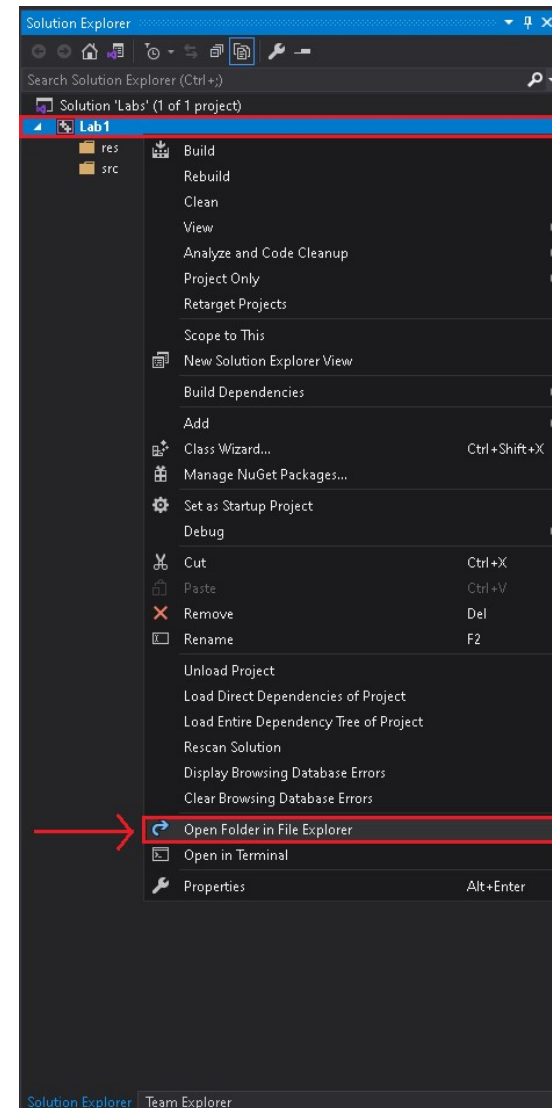 Solution Explorer
Search Solution Explorer (Ctrl+;)
Solution 'Labs' (1 of 1 project)
Lab1
res
src
Build
Rebuild
Clean
View
Analyze and Code Cleanup
Project Only
Retarget Projects
Scope to This
New Solution Explorer View
Build Dependencies
Add
Class Wizard... Ctrl+Shift+X
Manage NuGet Packages...
Set as Startup Project
Debug
Cut Ctrl+X
Paste Ctrl+V
Remove Del
Rename F2
Unload Project
Load Direct Dependencies of Project
Load Entire Dependency Tree of Project
Rescan Solution
Display Browsing Database Errors
Clear Browsing Database Errors
Open Folder in File Explorer
Open in Terminal
Properties Alt+Enter
Solution Explorer Team Explorer